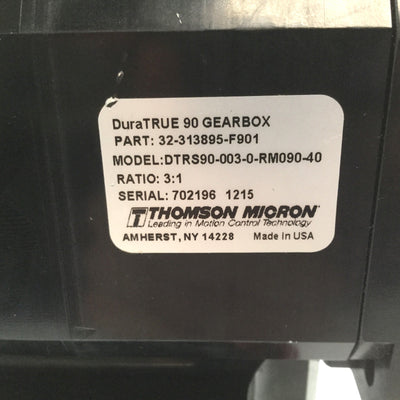 DuraTRUE 90 GEARBOX
PART: 32-313895-F901
MODEL:DTRS90-003-0-RM090-40
RATIO: 3:1
SERIAL: 702196 1215
THOMSON MICRON
Leading in Motion Control Technology
AMHERST, NY 14228 Made in USA